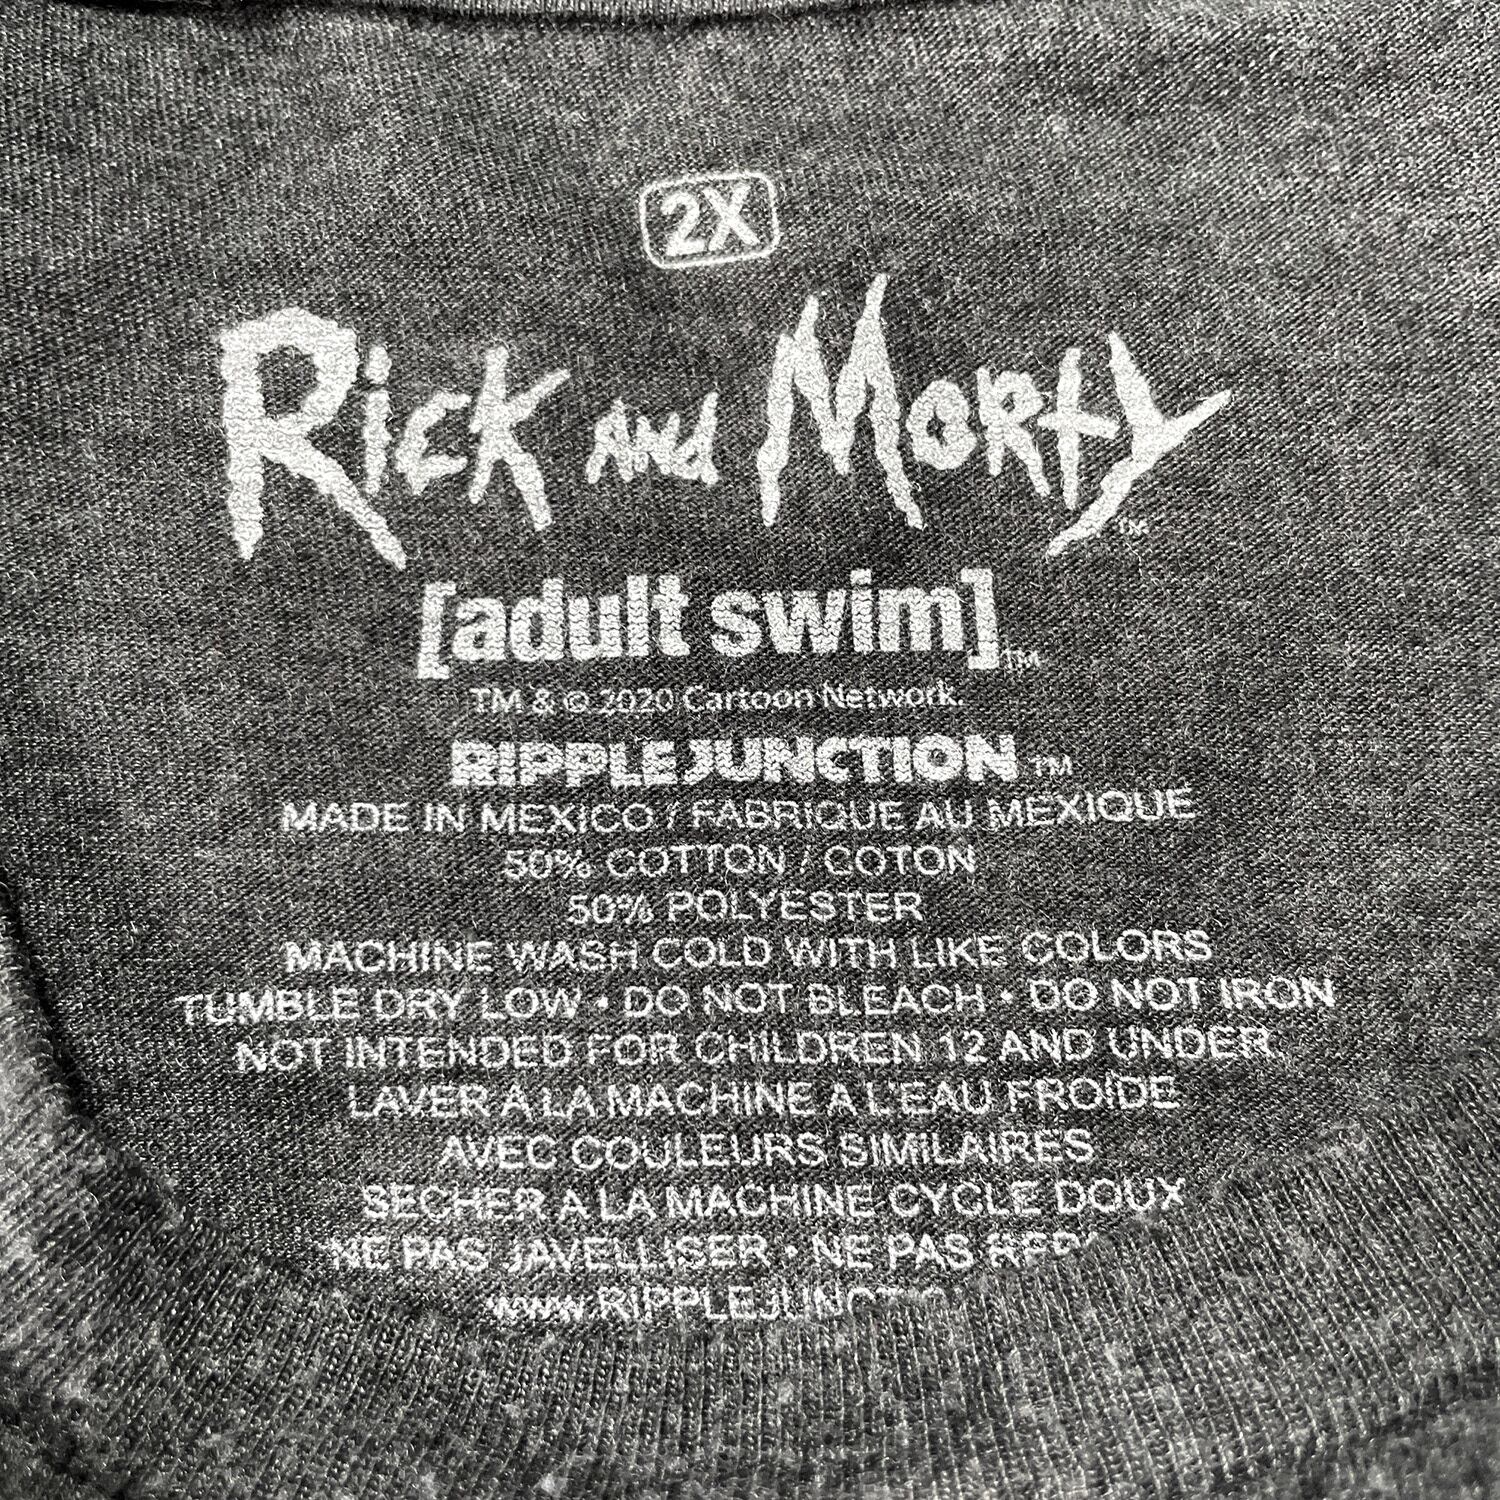 2X
Rick and Morty™
[adult swim]™
TM & © 2020 Cartoon Network.
RIPPLE JUNCTION™
MADE IN MEXICO / FABRIQUE AU MEXIQUE
50% COTTON / COTON
50% POLYESTER
MACHINE WASH COLD WITH LIKE COLORS
TUMBLE DRY LOW • DO NOT BLEACH • DO NOT IRON
NOT INTENDED FOR CHILDREN 12 AND UNDER.
LAVER À LA MACHINE A L'EAU FROIDE
AVEC COULEURS SIMILAIRES
SECHER A LA MACHINE CYCLE DOUX
NE PAS JAVELLISER • NE PAS